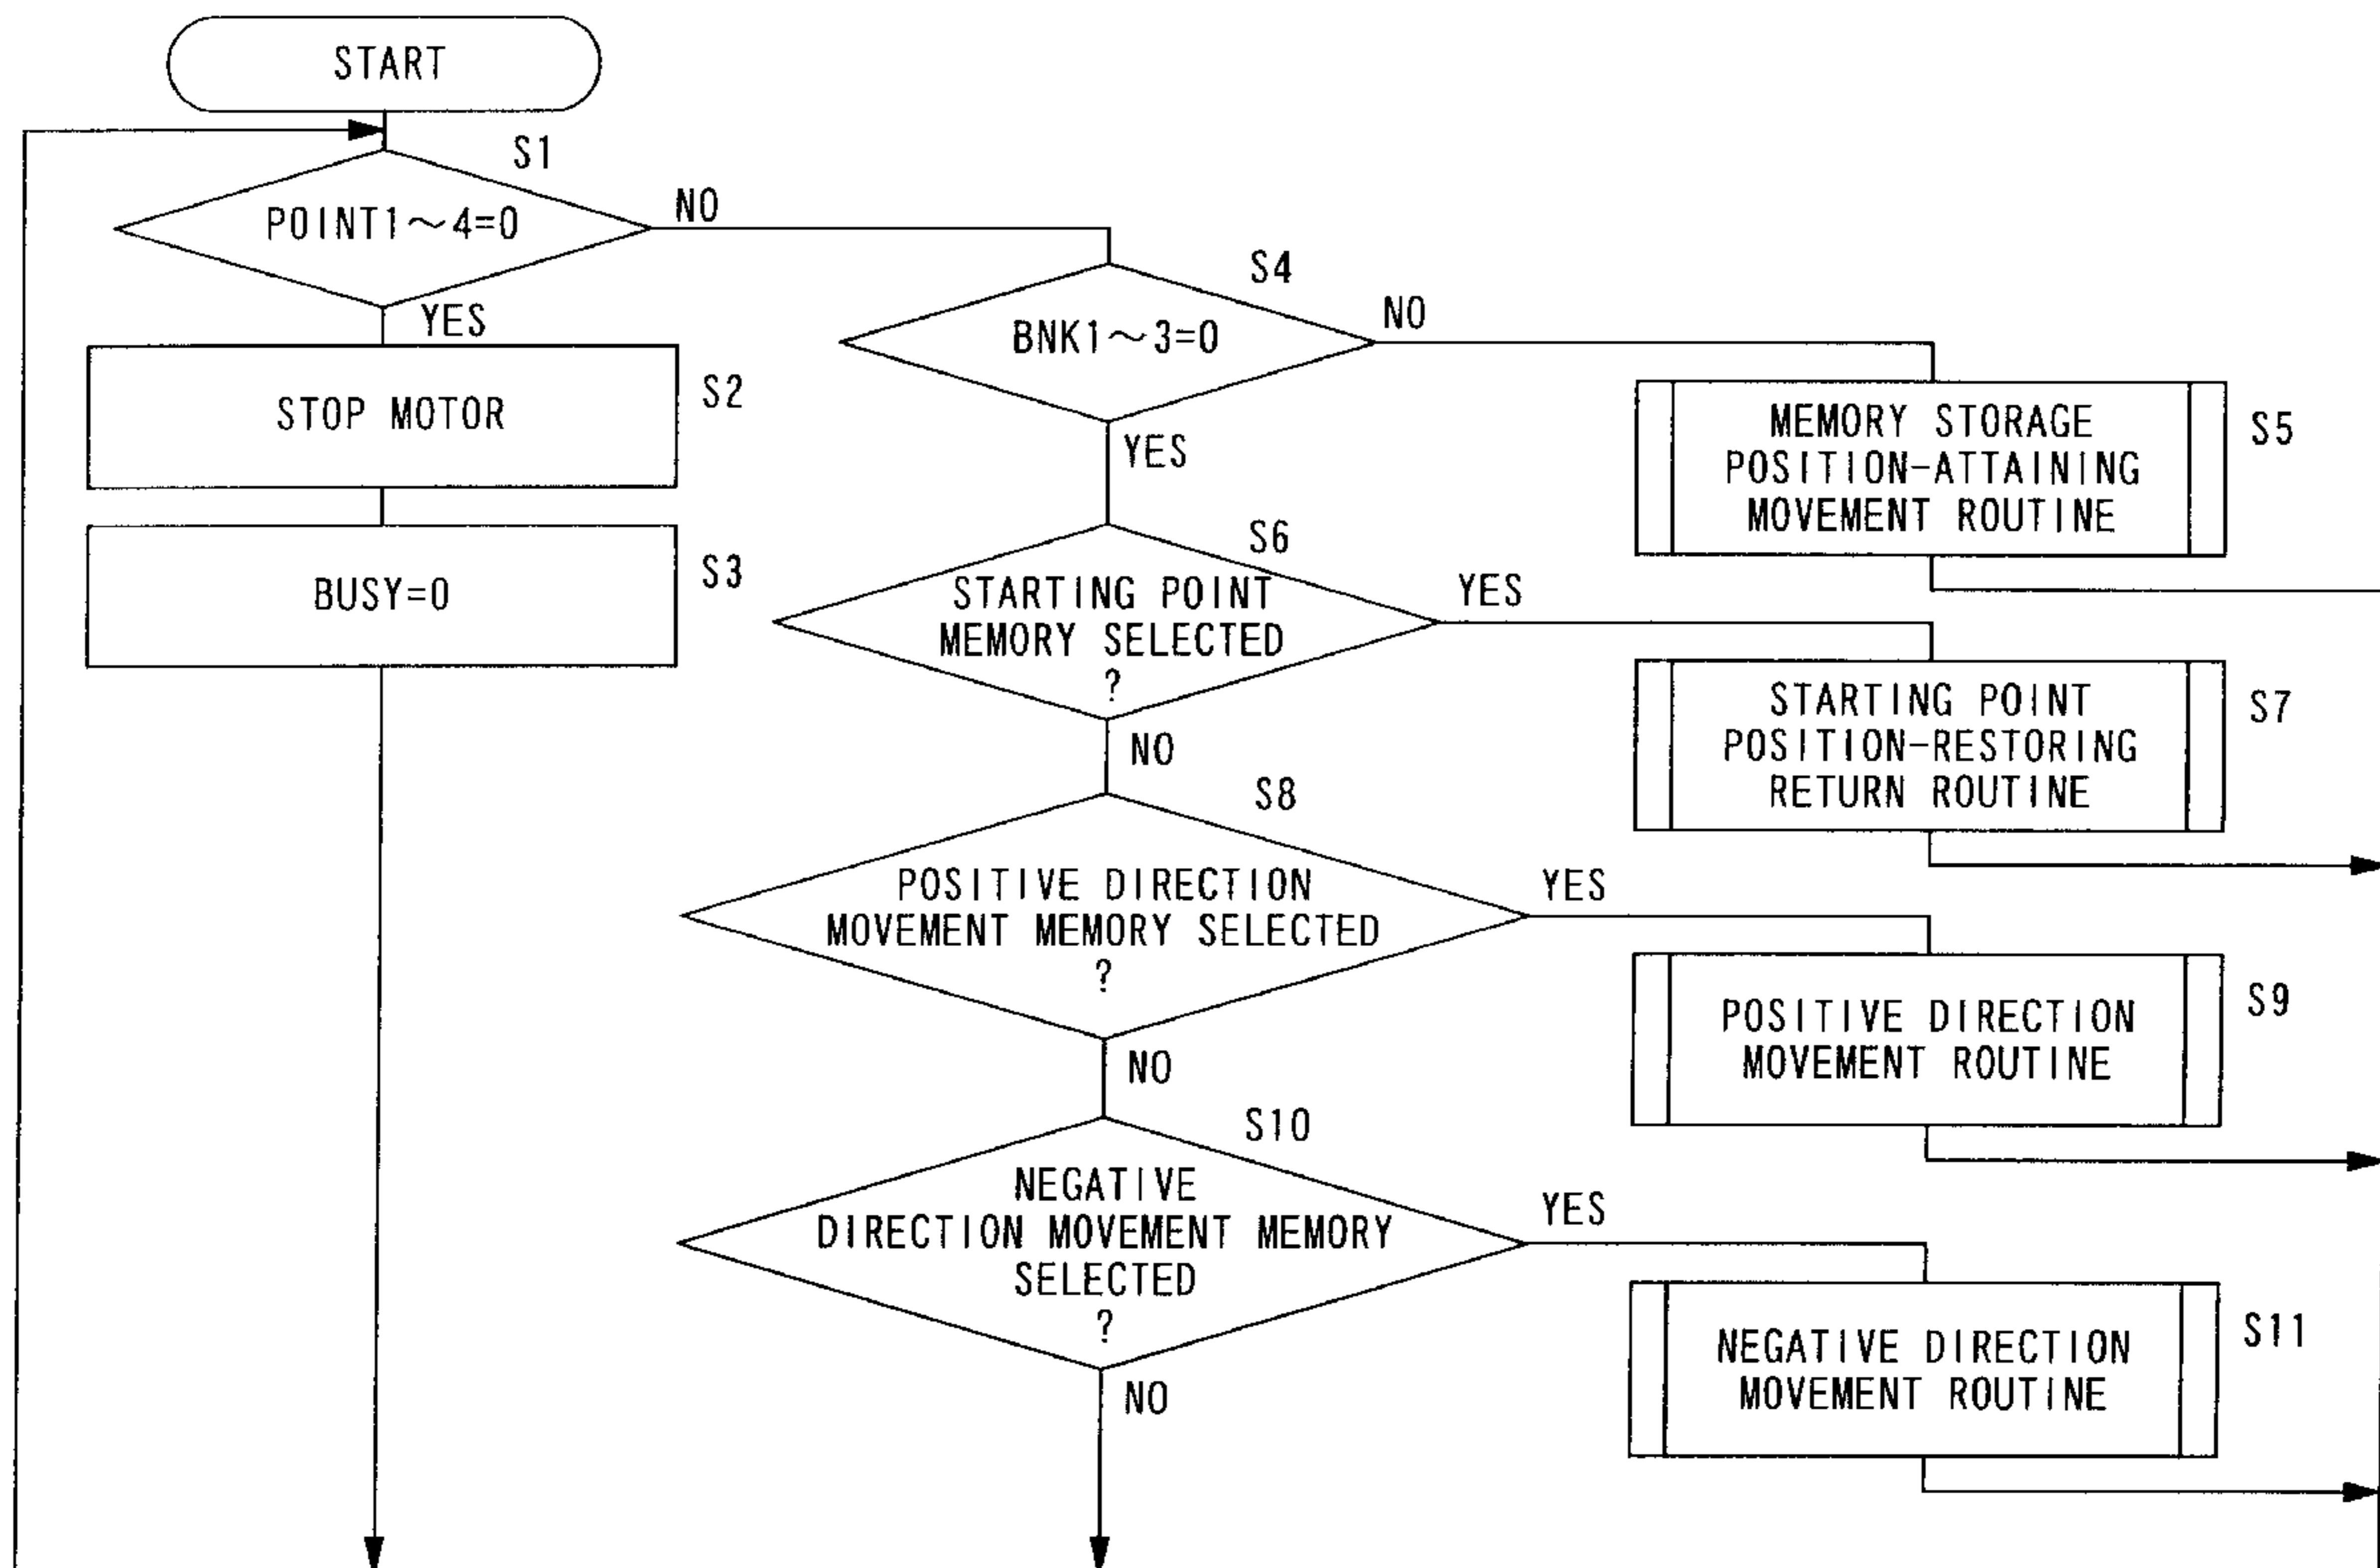 START
S1
POINT1~4=0
NO
YES
S2
STOP MOTOR
S3
BUSY=0
S4
BNK1~3=0
NO
YES
S5
MEMORY STORAGE
POSITION-ATTAINING
MOVEMENT ROUTINE
S6
STARTING POINT
MEMORY SELECTED
?
YES
NO
S7
STARTING POINT
POSITION-RESTORING
RETURN ROUTINE
S8
POSITIVE DIRECTION
MOVEMENT MEMORY SELECTED
?
YES
NO
S9
POSITIVE DIRECTION
MOVEMENT ROUTINE
S10
NEGATIVE
DIRECTION MOVEMENT MEMORY
SELECTED
?
YES
NO
S11
NEGATIVE DIRECTION
MOVEMENT ROUTINE